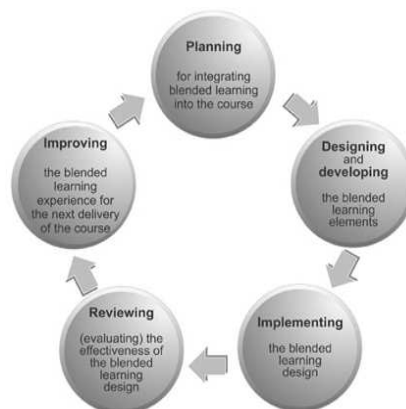 Planning
for integrating
blended learning
into the course
Designing
and
developing
the blended
learning
elements
Implementing
the blended
learning
design
Reviewing
(evaluating) the
effectiveness of
the blended
learning
design
Improving
the blended
learning
experience for
the next delivery
of the course